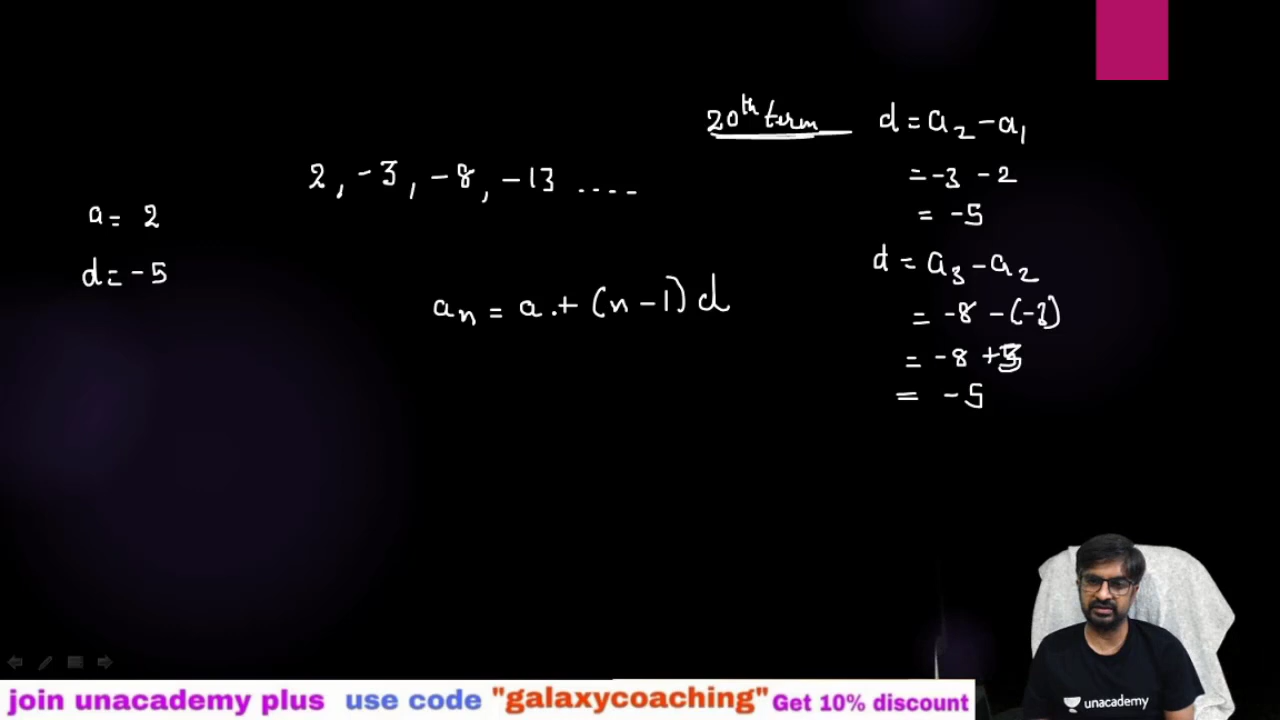 20th term
d = a2 - a1
2, -3, -8, -13 ....
= -3 - 2
a = 2
= -5
d = -5
d = a3 - a2
an = a + (n - 1) d
= -8 - (-3)
= -8 + 3
= -5
unacademy
join unacademy plus use code "galaxycoaching" Get 10% discount